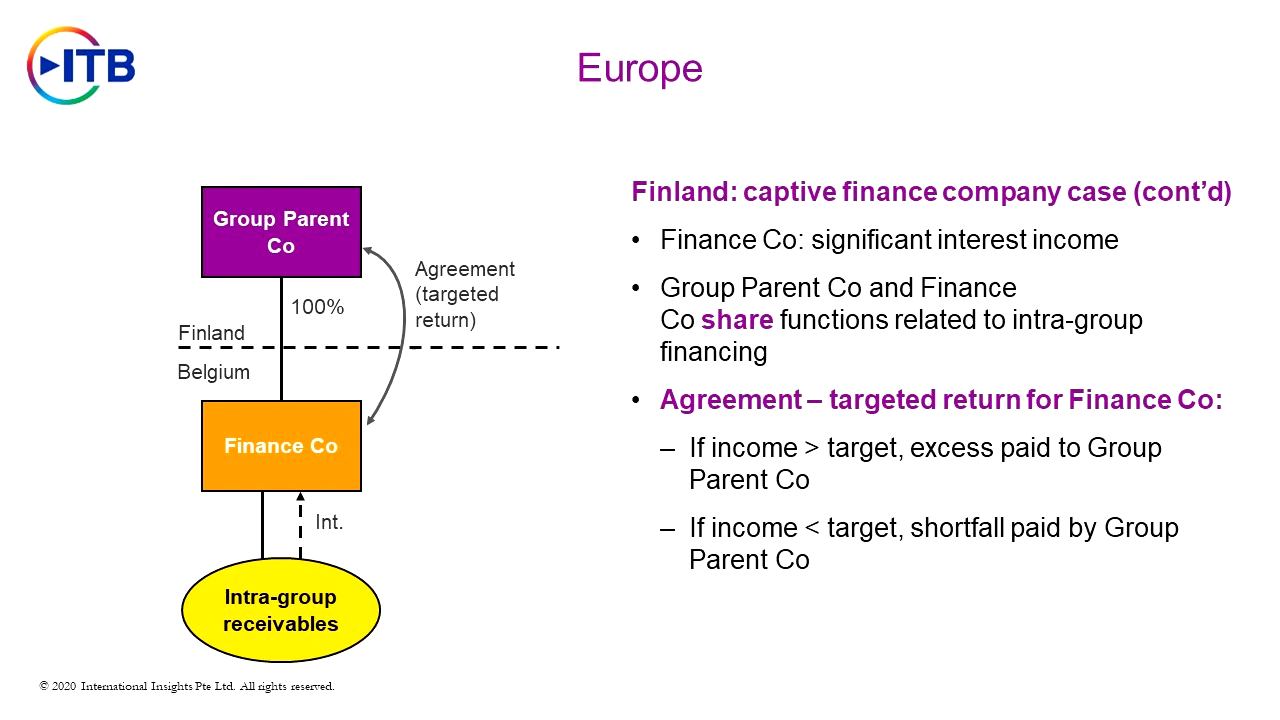 ITB
Europe
Group Parent
Co
100%
Agreement
(targeted
return)
Finland
Belgium
Finance Co
Int.
Intra-group
receivables
Finland: captive finance company case (cont’d)
• Finance Co: significant interest income
• Group Parent Co and Finance
Co share functions related to intra-group
financing
• Agreement – targeted return for Finance Co:
– If income > target, excess paid to Group
Parent Co
– If income < target, shortfall paid by Group
Parent Co
© 2020 International Insights Pte Ltd. All rights reserved.